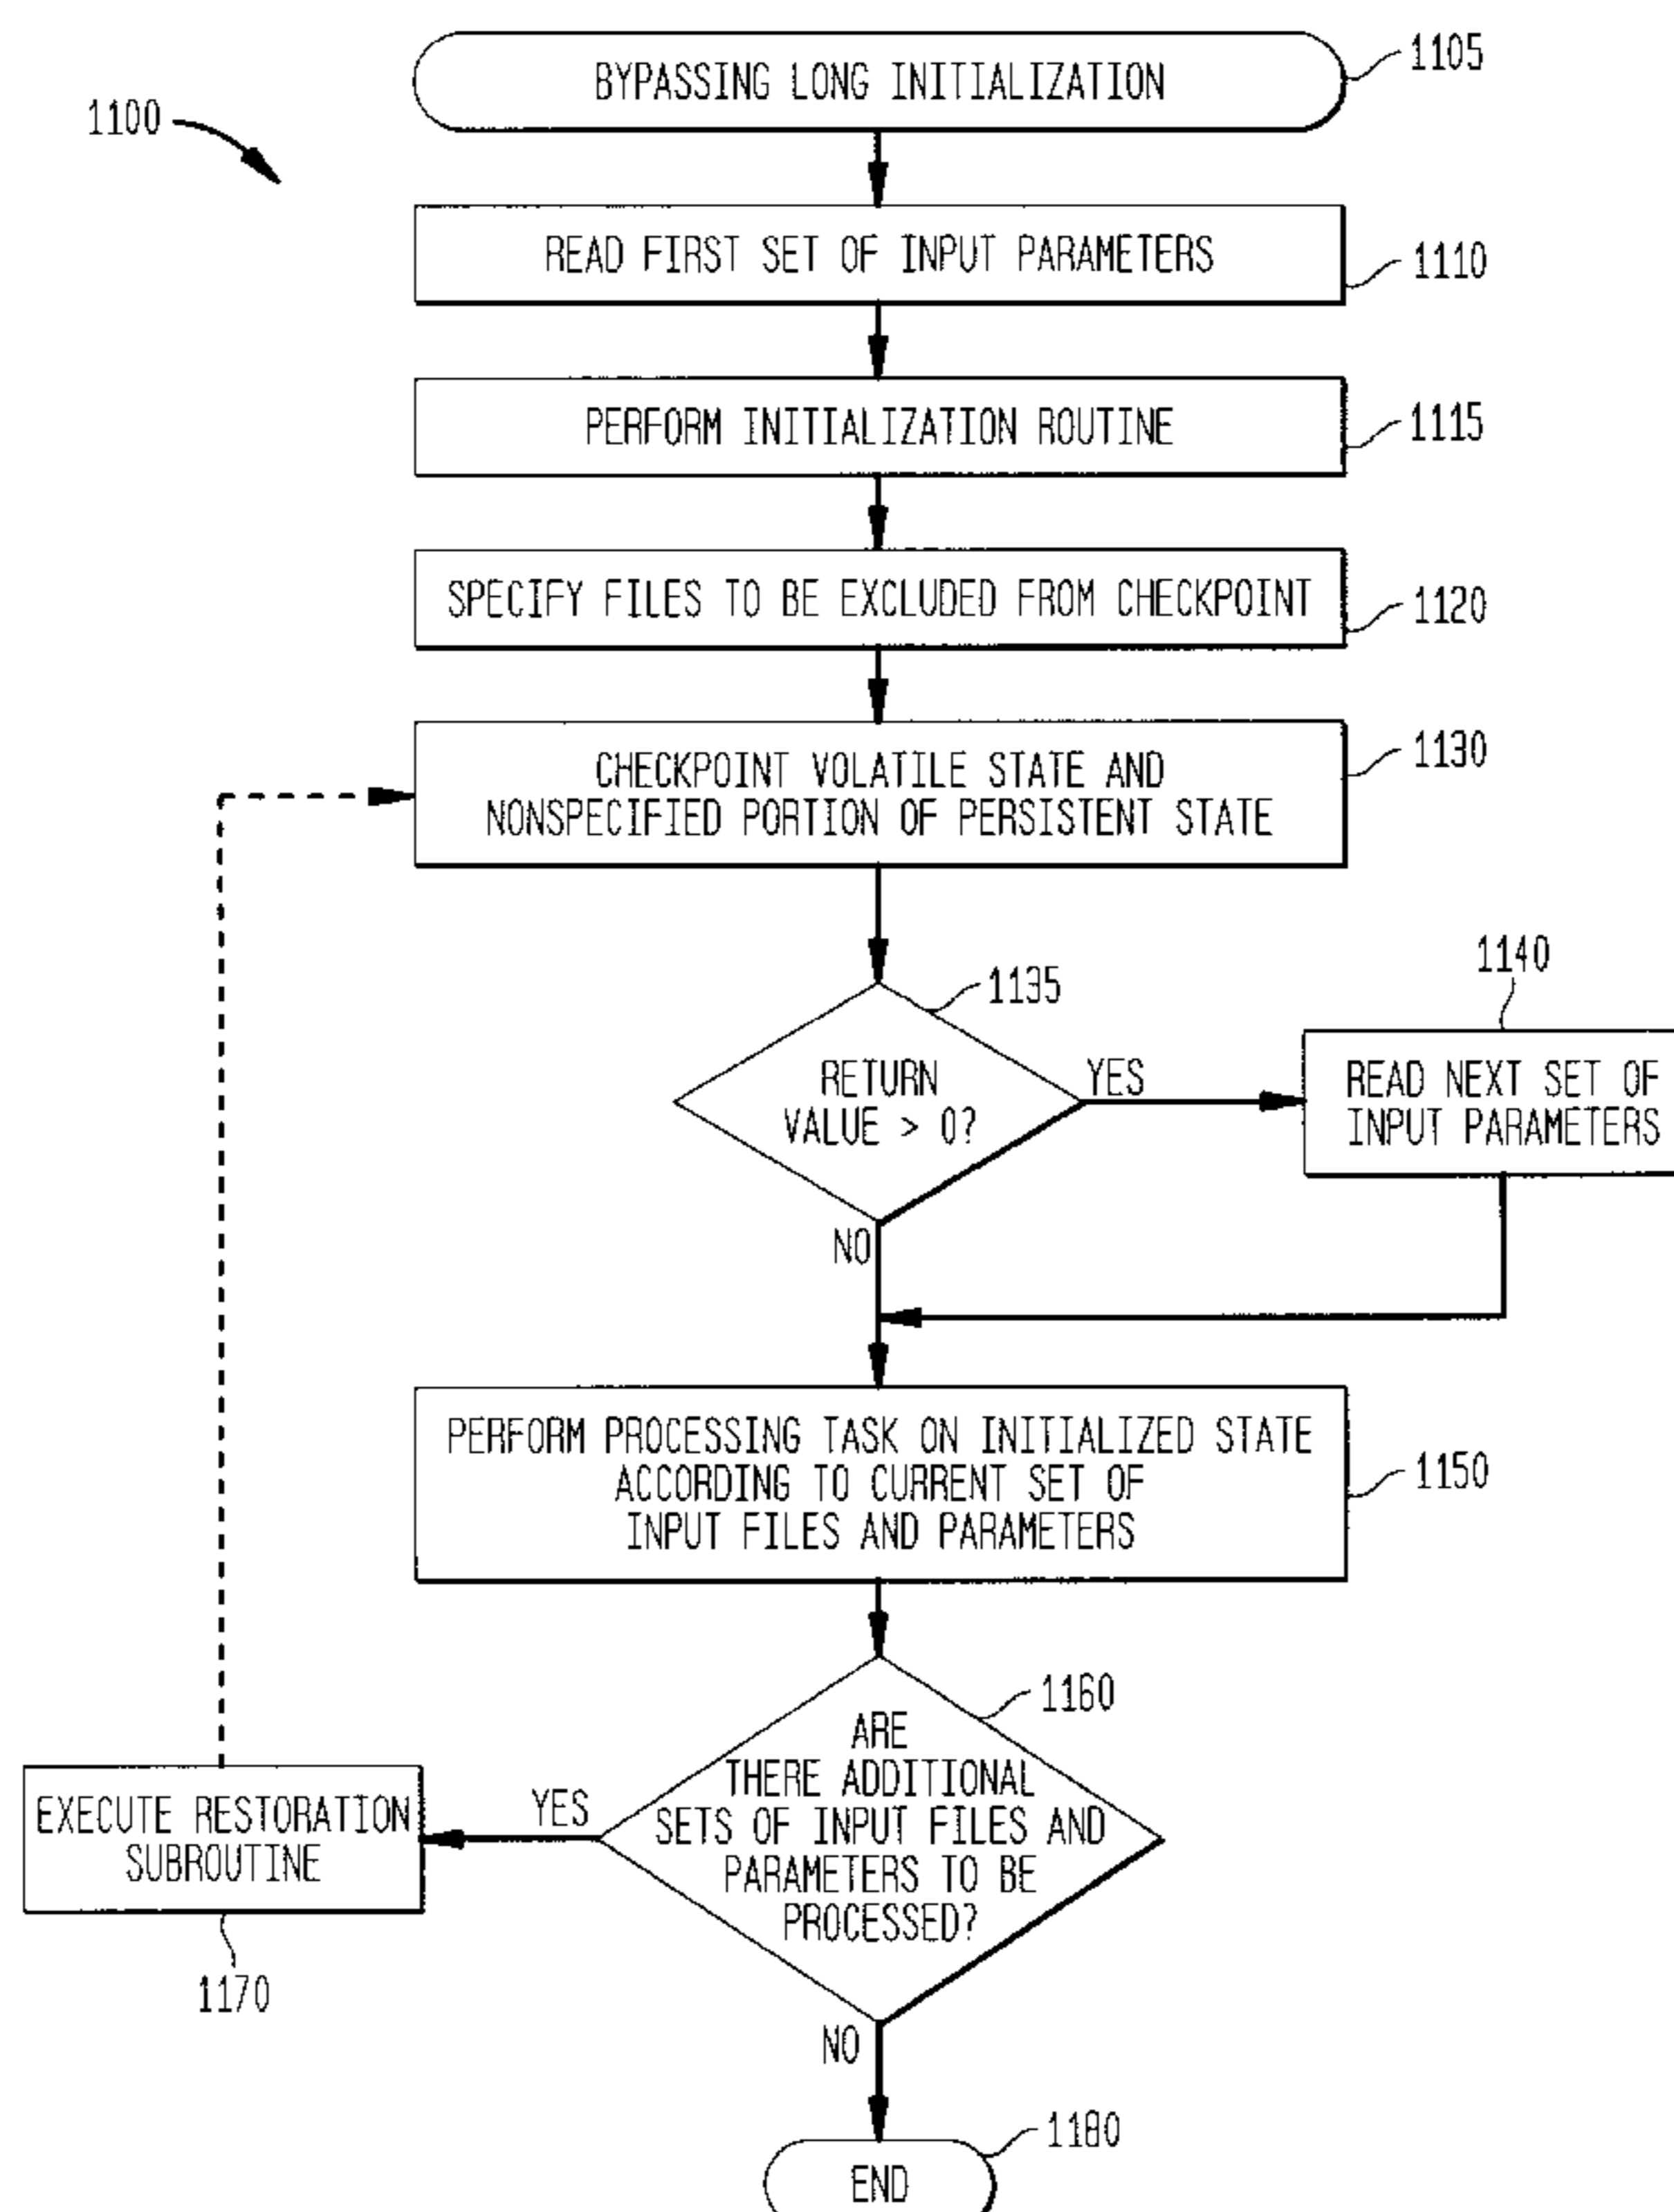 BYPASSING LONG INITIALIZATION
1105
1100
READ FIRST SET OF INPUT PARAMETERS
1110
PERFORM INITIALIZATION ROUTINE
1115
SPECIFY FILES TO BE EXCLUDED FROM CHECKPOINT
1120
CHECKPOINT VOLATILE STATE AND
NONSPECIFIED PORTION OF PERSISTENT STATE
1130
1135
RETURN
VALUE > 0?
YES
NO
1140
READ NEXT SET OF
INPUT PARAMETERS
PERFORM PROCESSING TASK ON INITIALIZED STATE
ACCORDING TO CURRENT SET OF
INPUT FILES AND PARAMETERS
1150
1160
ARE
THERE ADDITIONAL
SETS OF INPUT FILES AND
PARAMETERS TO BE
PROCESSED?
YES
EXECUTE RESTORATION
SUBROUTINE
1170
NO
1180
END